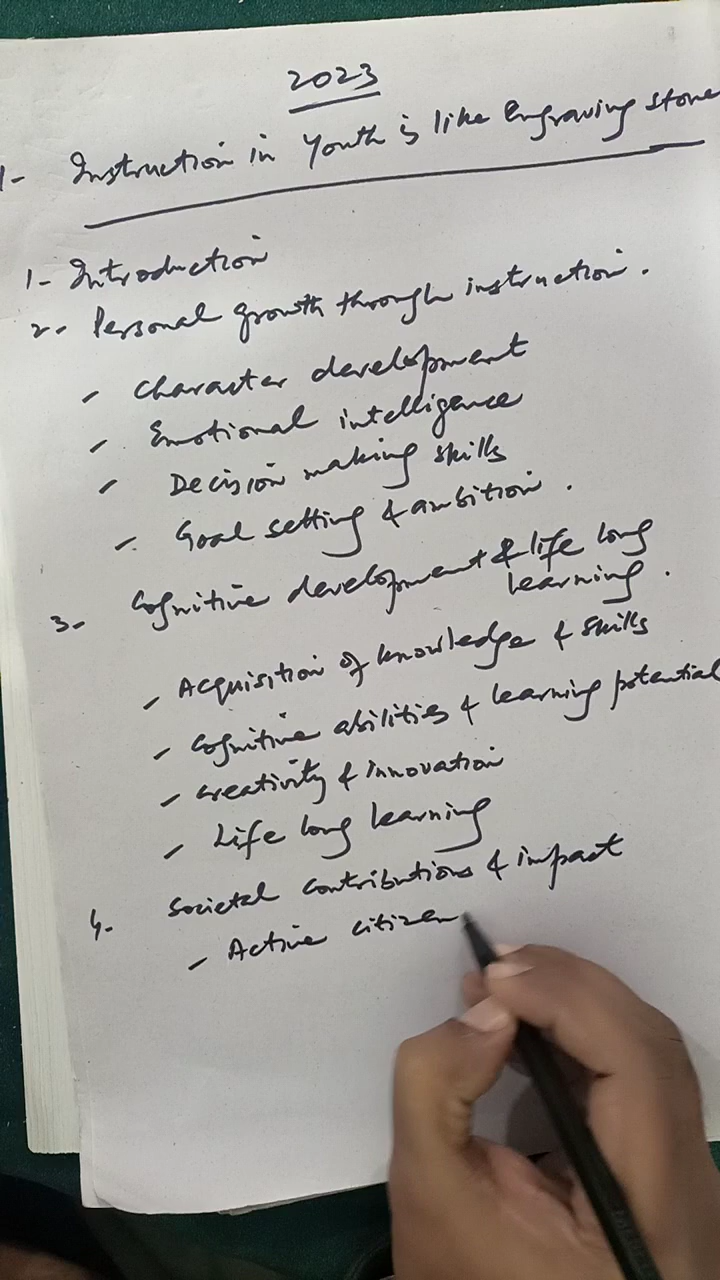 2023
1- Instruction in Youth is like Engraving stone
1- Introduction
2. Personal growth through instruction.
- Character development
- Emotional intelligence
- Decision making skills
- Goal setting & ambition.
3- Cognitive development & life long
learning.
- Acquisition of knowledge & skills
- Cognitive abilities & learning potential
- Creativity & innovation
- Life long learning
4. Societal contributions & impact
- Active citizen